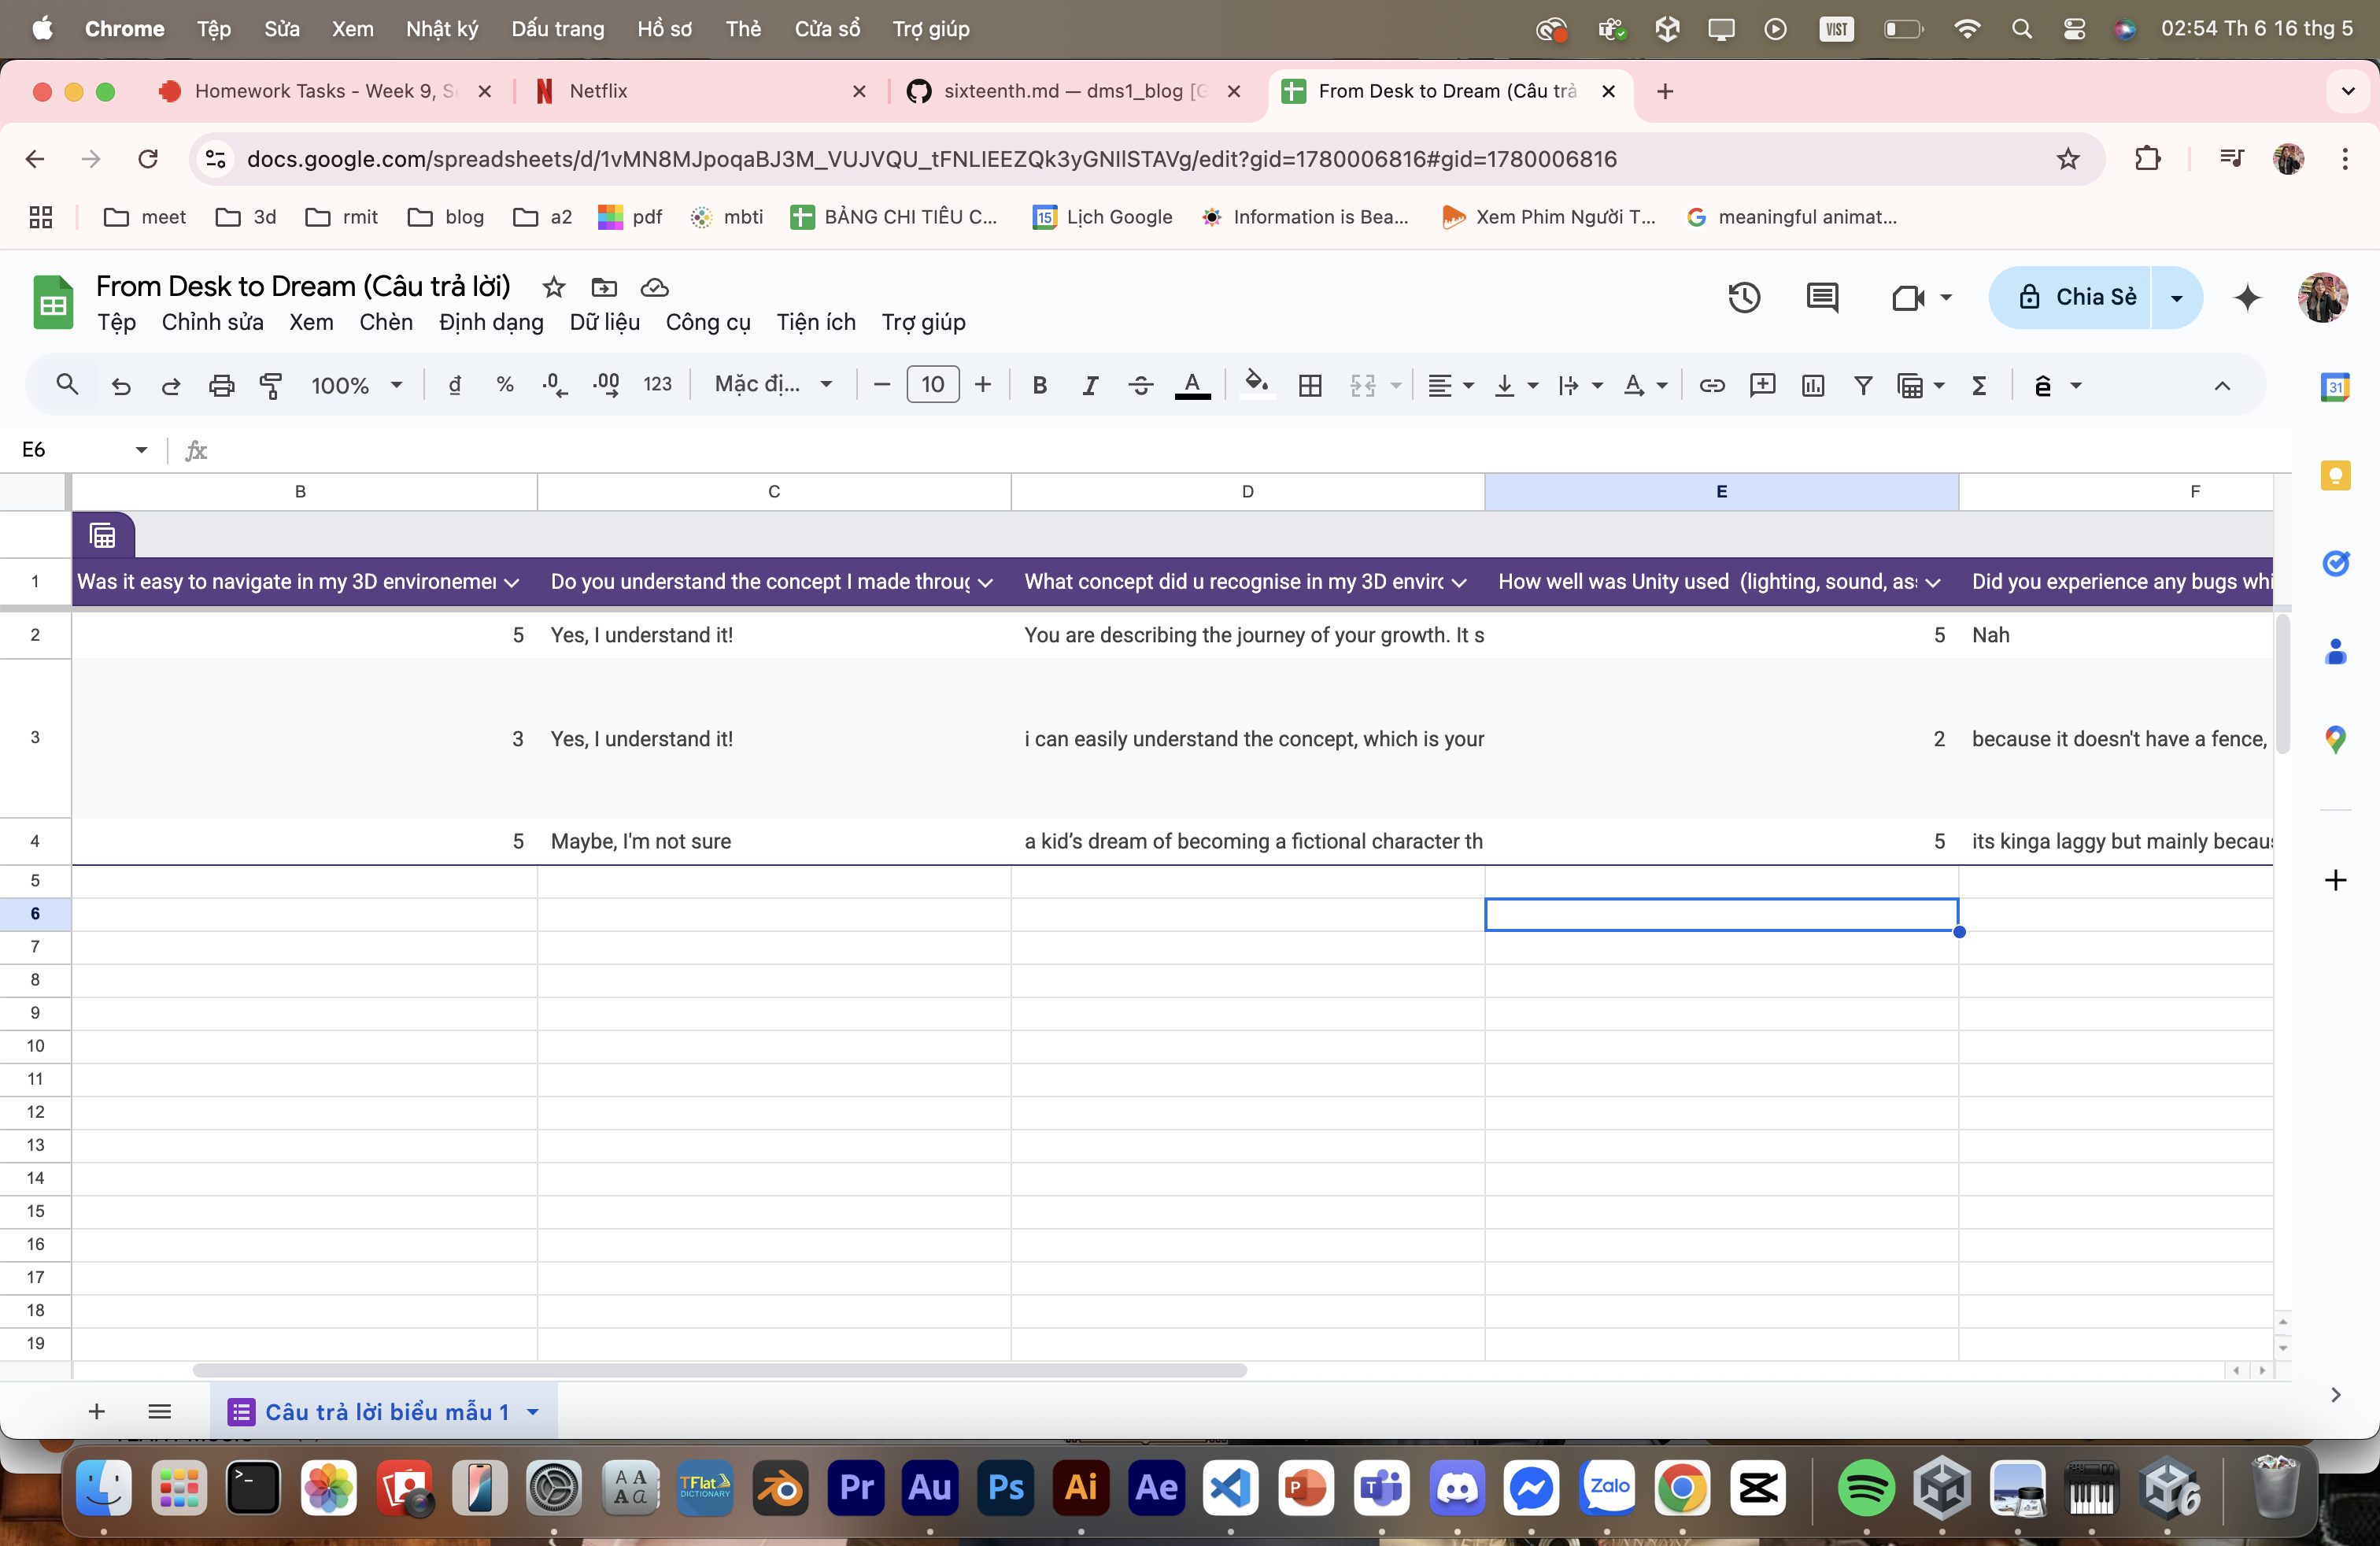 Chrome Tệp Sửa Xem Nhật ký Dấu trang Hồ sơ Thẻ Cửa sổ Trợ giúp VIST 02:54 Th 6 16 thg 5
Homework Tasks - Week 9, S Netflix sixteenth.md — dms1_blog [G From Desk to Dream (Câu trả
docs.google.com/spreadsheets/d/1vMN8MJpoqaBJ3M_VUJVQU_tFNLIEEZQk3yGNIlSTAVg/edit?gid=1780006816#gid=1780006816
meet 3d rmit blog a2 pdf mbti BẢNG CHI TIÊU C... 15 Lịch Google Information is Bea... Xem Phim Người T... meaningful animat...
From Desk to Dream (Câu trả lời)
Tệp Chỉnh sửa Xem Chèn Định dạng Dữ liệu Công cụ Tiện ích Trợ giúp
Chia Sẻ
100% đ % .0 .00 123 Mặc đị... 10 B I A Σ ê 31
E6 fx
B C D E F
1 Was it easy to navigate in my 3D environemen Do you understand the concept I made throug What concept did u recognise in my 3D enviro How well was Unity used (lighting, sound, as Did you experience any bugs whi
2 5 Yes, I understand it! You are describing the journey of your growth. It s 5 Nah
3 3 Yes, I understand it! i can easily understand the concept, which is your 2 because it doesn't have a fence,
4 5 Maybe, I'm not sure a kid’s dream of becoming a fictional character th 5 its kinga laggy but mainly becau
5
6
7
8
9
10
11
12
13
14
15
16
17
18
19
Câu trả lời biểu mẫu 1
TFlat DICTIONARY Pr Au Ps Ai Ae P T Zalo 6